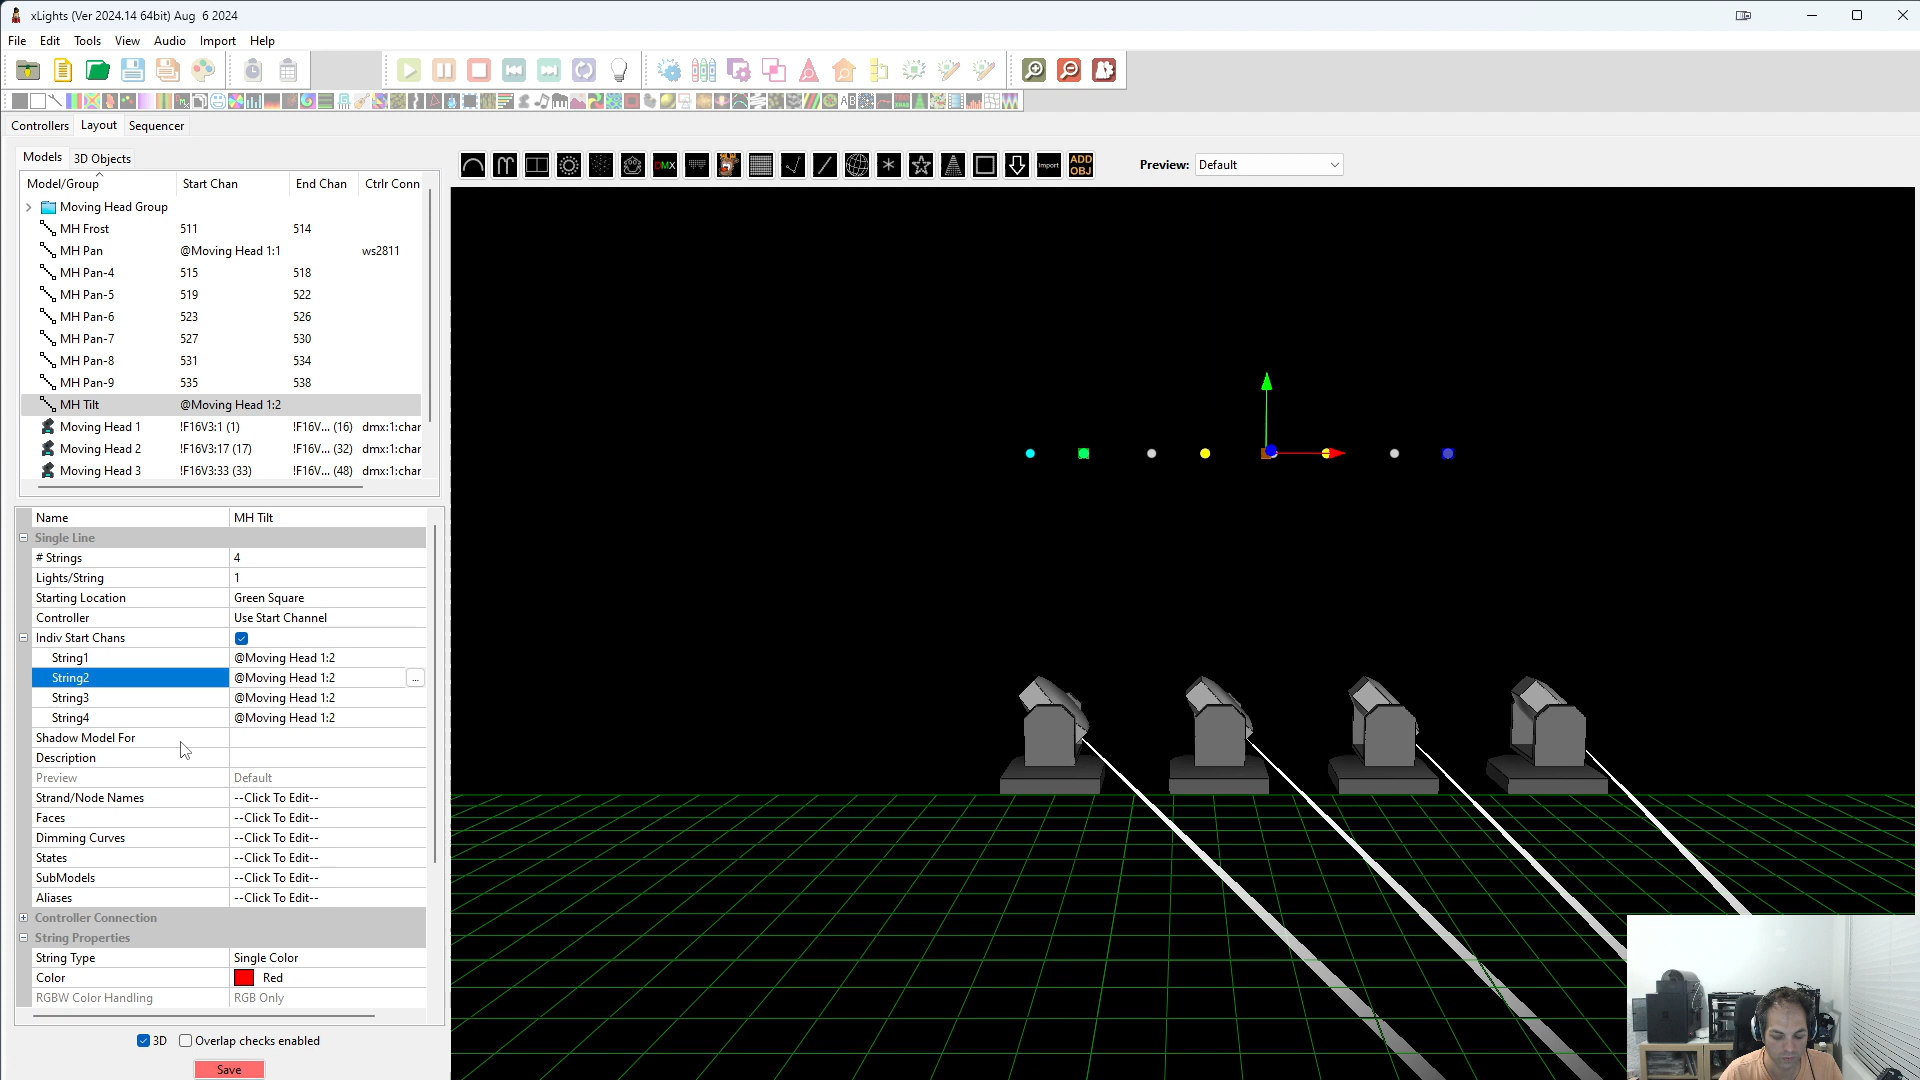 xLights (Ver 2024.14 64bit) Aug 6 2024
File Edit Tools View Audio Import Help
Controllers Layout Sequencer
Models 3D Objects
DMX Import ADD OBJ Preview: Default
Model/Group Start Chan End Chan Ctrlr Conn
Moving Head Group
MH Frost 511 514
MH Pan @Moving Head 1:1 ws2811
MH Pan-4 515 518
MH Pan-5 519 522
MH Pan-6 523 526
MH Pan-7 527 530
MH Pan-8 531 534
MH Pan-9 535 538
MH Tilt @Moving Head 1:2
Moving Head 1 !F16V3:1 (1) !F16V... (16) dmx:1:char
Moving Head 2 !F16V3:17 (17) !F16V... (32) dmx:1:char
Moving Head 3 !F16V3:33 (33) !F16V... (48) dmx:1:char
Name MH Tilt
Single Line
# Strings 4
Lights/String 1
Starting Location Green Square
Controller Use Start Channel
Indiv Start Chans
String1 @Moving Head 1:2
String2 @Moving Head 1:2 ...
String3 @Moving Head 1:2
String4 @Moving Head 1:2
Shadow Model For
Description
Preview Default
Strand/Node Names --Click To Edit--
Faces --Click To Edit--
Dimming Curves --Click To Edit--
States --Click To Edit--
SubModels --Click To Edit--
Aliases --Click To Edit--
Controller Connection
String Properties
String Type Single Color
Color Red
RGBW Color Handling RGB Only
3D Overlap checks enabled
Save